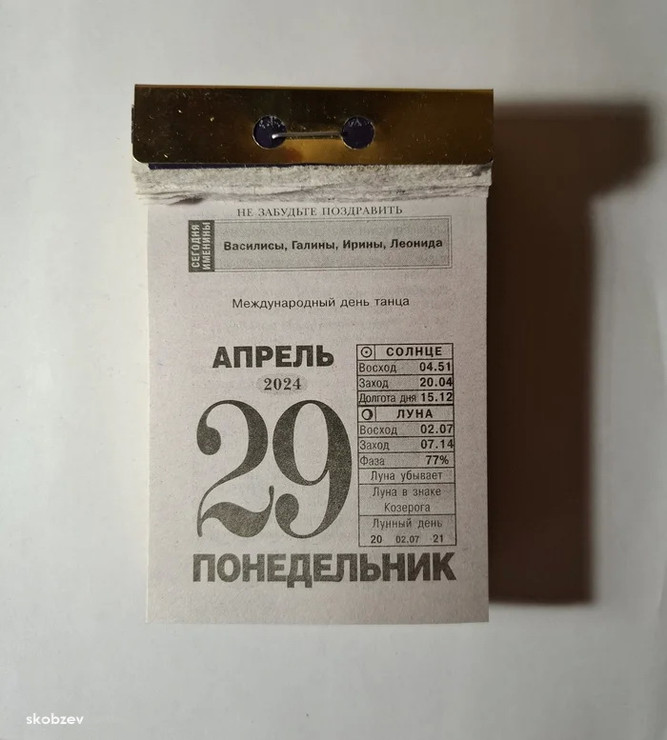 НЕ ЗАБУДЬТЕ ПОЗДРАВИТЬ
СЕГОДНЯ
ИМЕНИНЫ
Василисы, Галины, Ирины, Леонида
Международный день танца
АПРЕЛЬ
2024
29
СОЛНЦЕ
Восход 04.51
Заход 20.04
Долгота дня 15.12
ЛУНА
Восход 02.07
Заход 07.14
Фаза 77%
Луна убывает
Луна в знаке
Козерога
Лунный день
20 02.07 21
ПОНЕДЕЛЬНИК
skobzev